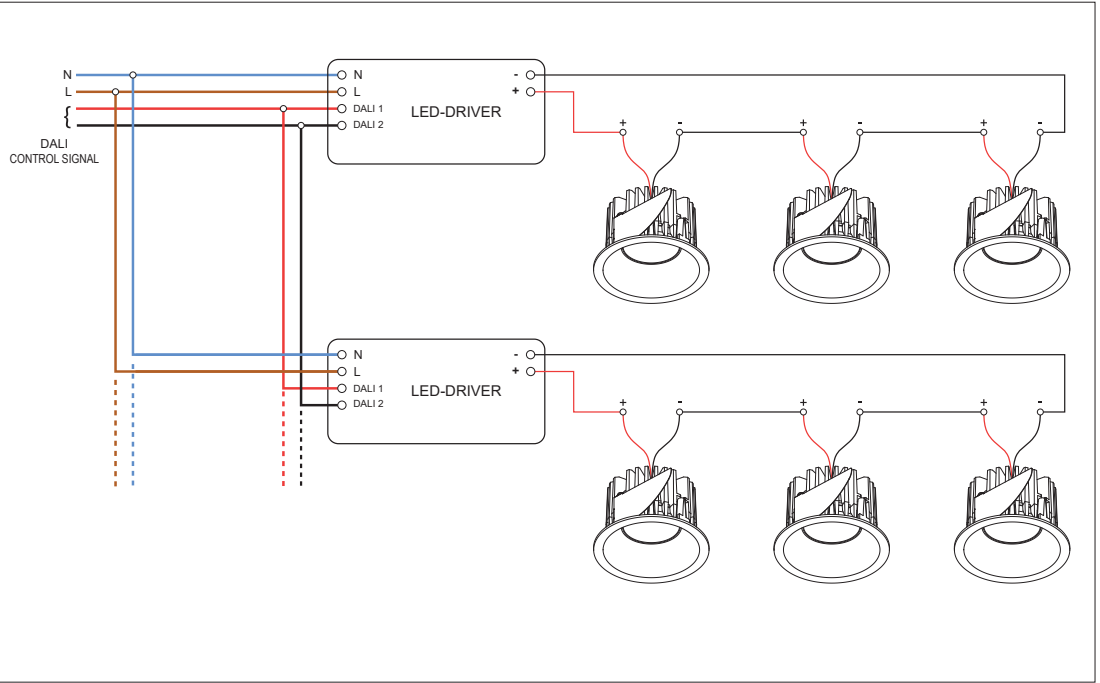 N
L
{
DALI
CONTROL SIGNAL
N
L
DALI 1
DALI 2
LED-DRIVER
-
+
+ - + - + -
N
L
DALI 1
DALI 2
LED-DRIVER
-
+
+ - + - + -